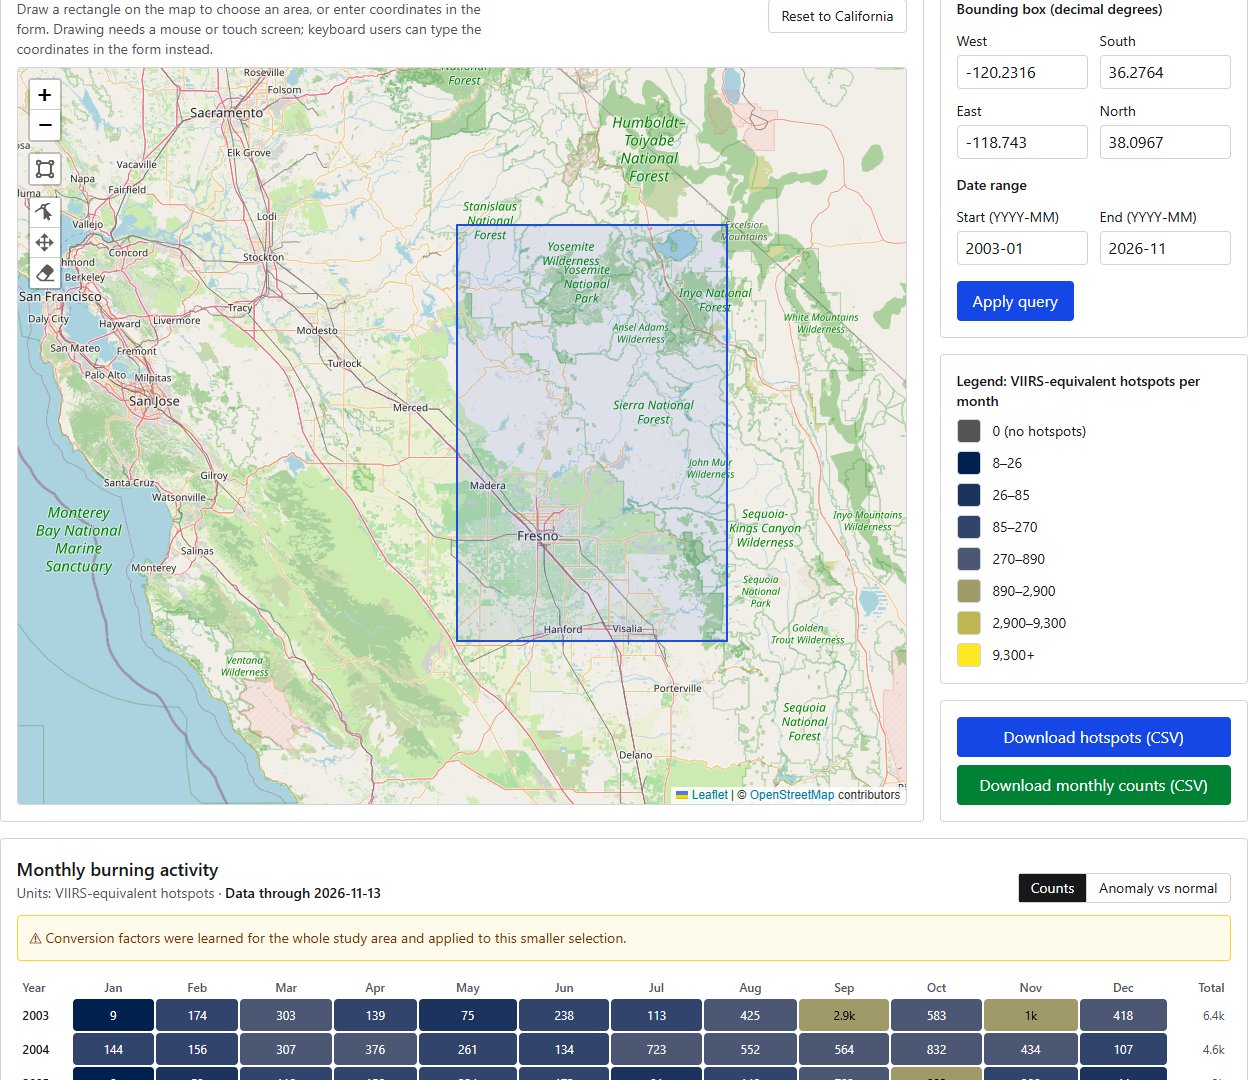 Draw a rectangle on the map to choose an area, or enter coordinates in the
form. Drawing needs a mouse or touch screen; keyboard users can type the
coordinates in the form instead.
Reset to California
+
−
Roseville
Folsom
Sacramento
Elk Grove
Vacaville
Napa
Fairfield
Vallejo
Lodi
Concord
Stockton
Berkeley
San Francisco
Daly City
Hayward
Livermore
Tracy
Modesto
San Mateo
Fremont
Turlock
Palo Alto
Milpitas
San Jose
Merced
Gilroy
Santa Cruz
Watsonville
Madera
Monterey
Bay National
Marine
Sanctuary
Salinas
Monterey
Fresno
Hanford
Visalia
Ventana
Wilderness
Porterville
Delano
Forest
Humboldt-
Toiyabe
National
Forest
Stanislaus
National
Forest
Excelsior
Mountains
Yosemite
Wilderness
Yosemite
National
Park
Inyo National
Forest
Ansel Adams
Wilderness
White Mountains
Wilderness
Sierra National
Forest
John Muir
Wilderness
Sequoia-
Kings Canyon
Wilderness
Inyo Mountains
Wilderness
Sequoia
National
Park
Golden
Trout Wilderness
Sequoia
National
Forest
Leaflet | © OpenStreetMap contributors
Bounding box (decimal degrees)
West South
-120.2316 36.2764
East North
-118.743 38.0967
Date range
Start (YYYY-MM) End (YYYY-MM)
2003-01 2026-11
Apply query
Legend: VIIRS-equivalent hotspots per
month
0 (no hotspots)
8–26
26–85
85–270
270–890
890–2,900
2,900–9,300
9,300+
Download hotspots (CSV)
Download monthly counts (CSV)
Monthly burning activity
Units: VIIRS-equivalent hotspots · Data through 2026-11-13
Counts Anomaly vs normal
⚠ Conversion factors were learned for the whole study area and applied to this smaller selection.
Year Jan Feb Mar Apr May Jun Jul Aug Sep Oct Nov Dec Total
2003 9 174 303 139 75 238 113 425 2.9k 583 1k 418 6.4k
2004 144 156 307 376 261 134 723 552 564 832 434 107 4.6k